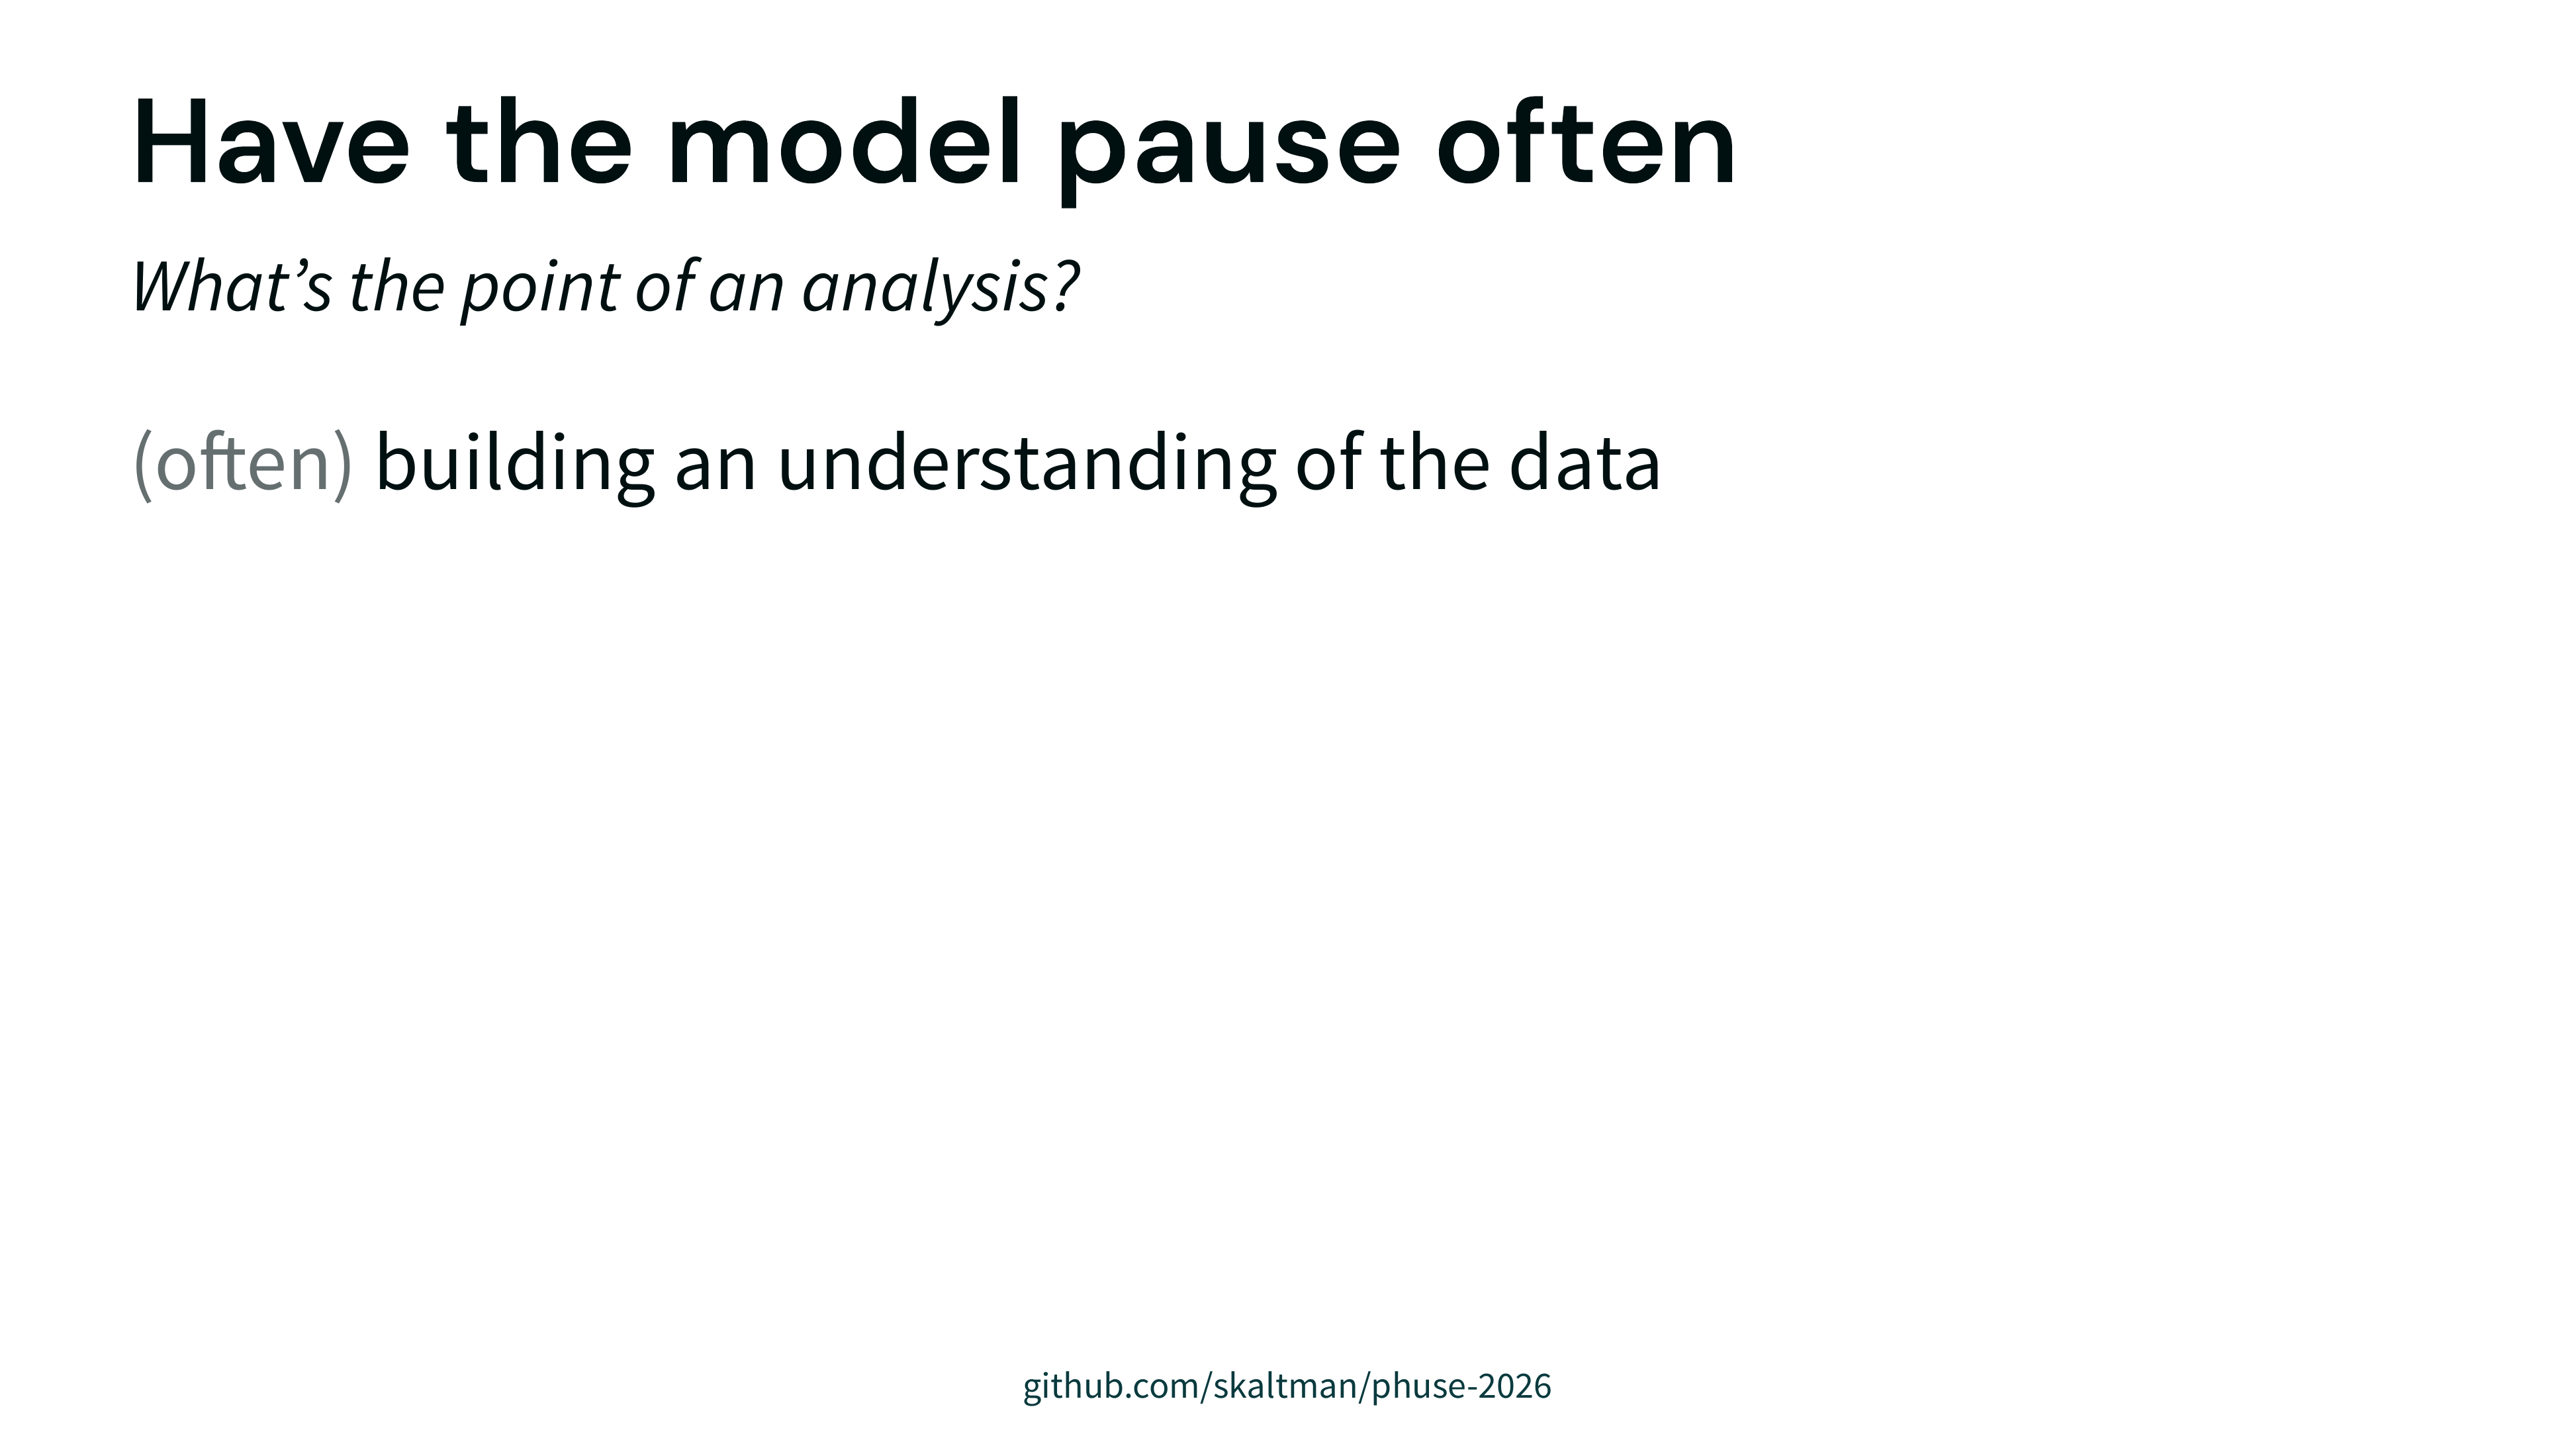 Have the model pause often
What’s the point of an analysis?
(often) building an understanding of the data
github.com/skaltman/phuse-2026